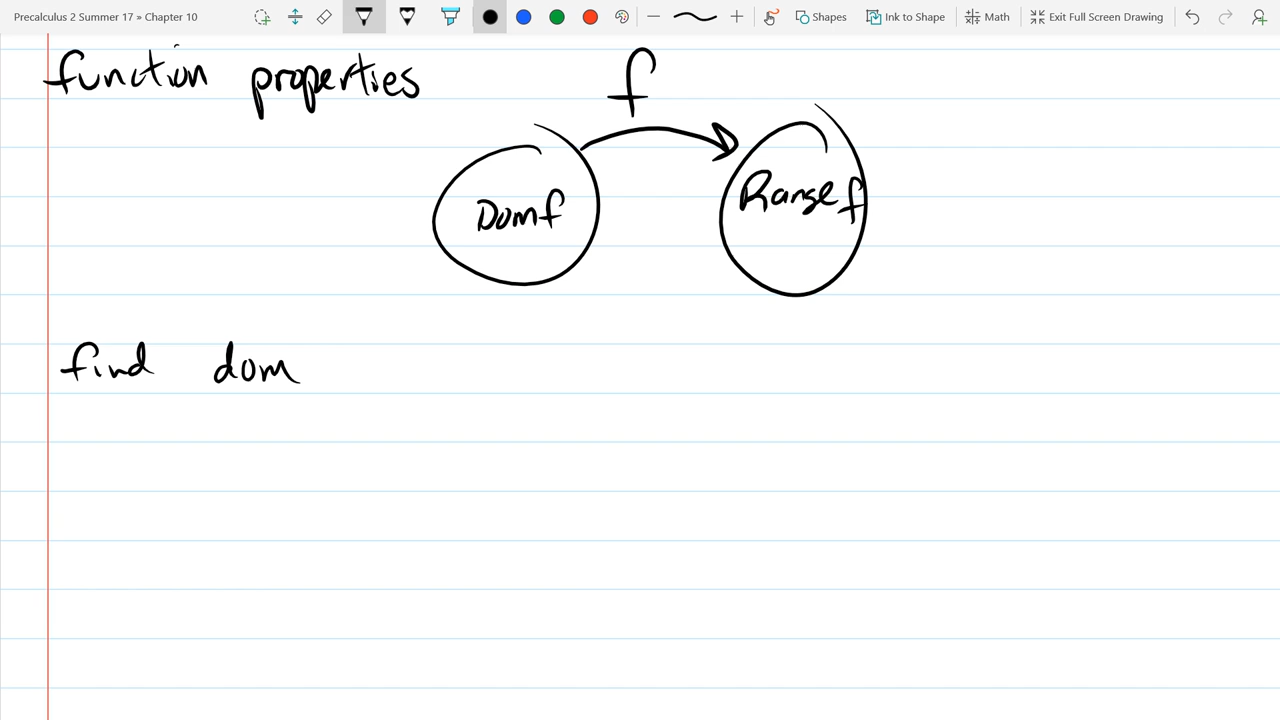 Precalculus 2 Summer 17 » Chapter 10 Shapes Ink to Shape Math Exit Full Screen Drawing
function properties
f
Domf Range f
find dom